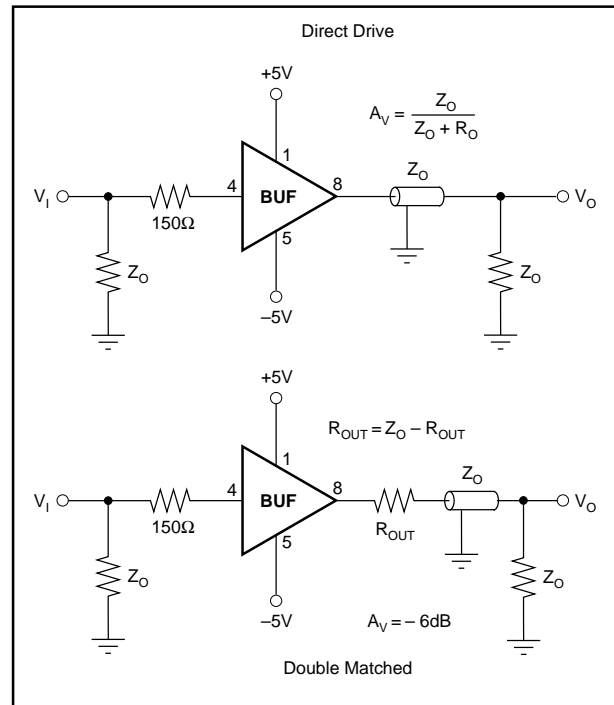 Direct Drive
+5V
A_V = Z_O / (Z_O + R_O)
1
Z_O
V_I
4
BUF
8
V_O
150Ω
5
Z_O
Z_O
–5V
+5V
R_OUT = Z_O – R_OUT
1
Z_O
V_I
4
BUF
8
V_O
150Ω
R_OUT
5
Z_O
Z_O
–5V
A_V = – 6dB
Double Matched